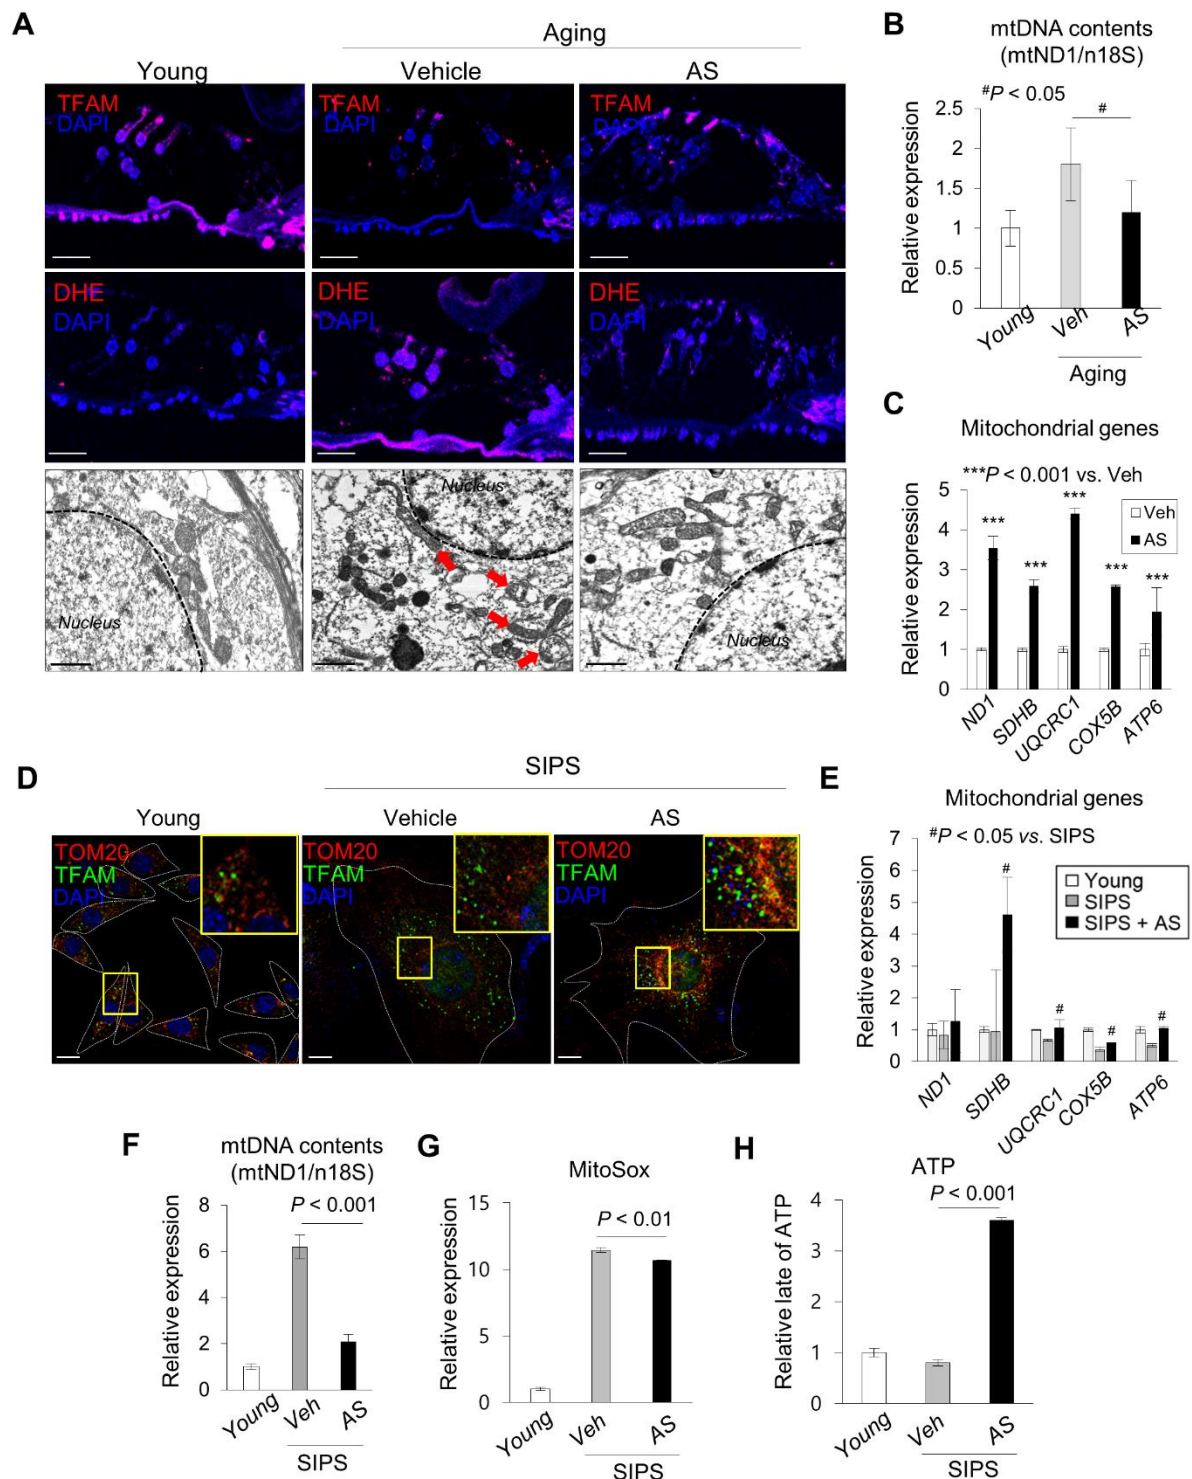 A
Aging
Young
Vehicle
AS
TFAM
DAPI
TFAM
DAPI
TFAM
DAPI
DHE
DAPI
DHE
DAPI
DHE
DAPI
Nucleus
Nucleus
Nucleus
B
mtDNA contents
(mtND1/n18S)
#P < 0.05
#
Relative expression
2.5
2
1.5
1
0.5
0
Young
Veh
AS
Aging
C
Mitochondrial genes
***P < 0.001 vs. Veh
Veh
AS
Relative expression
5
4
3
2
1
0
***
***
***
***
***
ND1
SDHB
UQCRC1
COX5B
ATP6
D
SIPS
Young
Vehicle
AS
TOM20
TFAM
DAPI
TOM20
TFAM
DAPI
TOM20
TFAM
DAPI
E
Mitochondrial genes
#P < 0.05 vs. SIPS
Young
SIPS
SIPS + AS
Relative expression
7
6
5
4
3
2
1
0
#
#
#
#
ND1
SDHB
UQCRC1
COX5B
ATP6
F
mtDNA contents
(mtND1/n18S)
P < 0.001
Relative expression
8
6
4
2
0
Young
Veh
AS
SIPS
G
MitoSox
P < 0.01
Relative expression
15
10
5
0
Young
Veh
AS
SIPS
H
ATP
P < 0.001
Relative late of ATP
4
3
2
1
0
Young
Veh
AS
SIPS